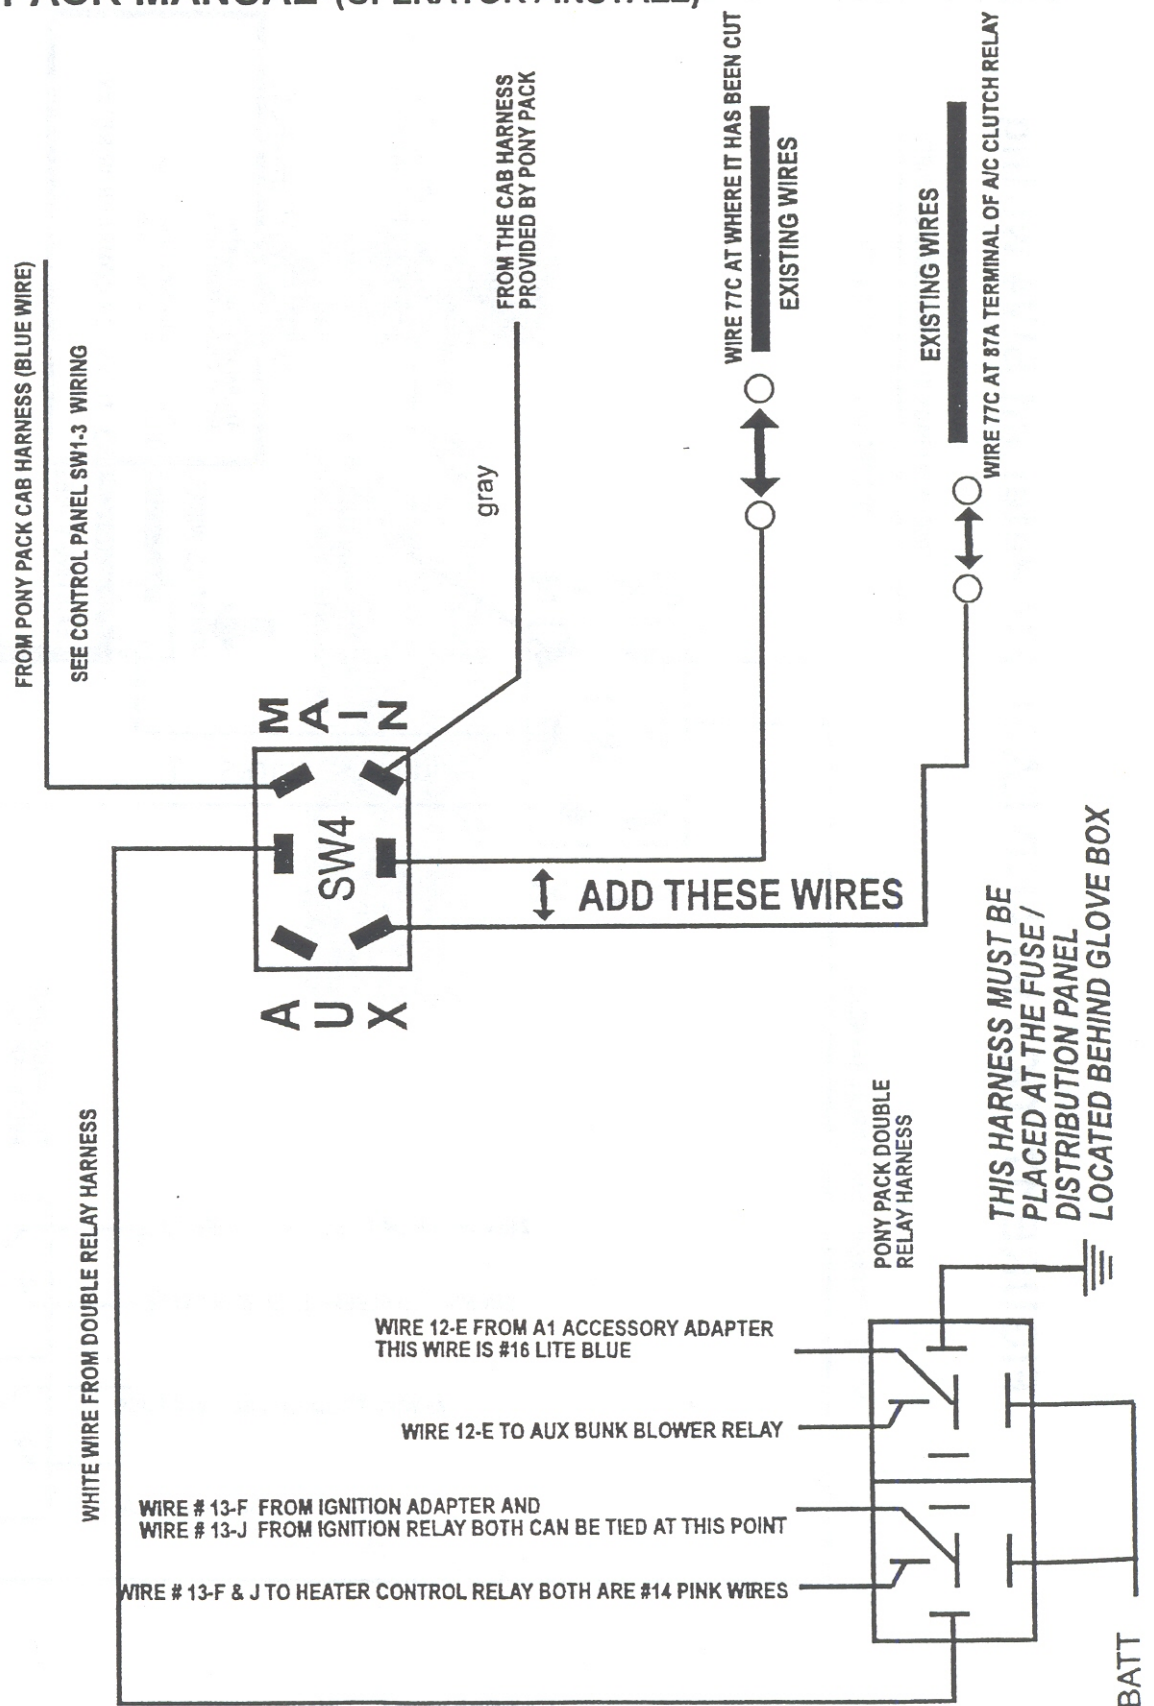 PACK MANUAL (OPERATOR / INSTALL)
FROM PONY PACK CAB HARNESS (BLUE WIRE)
SEE CONTROL PANEL SW1-3 WIRING
FROM THE CAB HARNESS
PROVIDED BY PONY PACK
gray
WIRE 77C AT WHERE IT HAS BEEN CUT
EXISTING WIRES
EXISTING WIRES
WIRE 77C AT 87A TERMINAL OF A/C CLUTCH RELAY
MAIN
SW4
AUX
ADD THESE WIRES
WHITE WIRE FROM DOUBLE RELAY HARNESS
PONY PACK DOUBLE
RELAY HARNESS
THIS HARNESS MUST BE
PLACED AT THE FUSE /
DISTRIBUTION PANEL
LOCATED BEHIND GLOVE BOX
WIRE 12-E FROM A1 ACCESSORY ADAPTER
THIS WIRE IS #16 LITE BLUE
WIRE 12-E TO AUX BUNK BLOWER RELAY
WIRE # 13-F FROM IGNITION ADAPTER AND
WIRE # 13-J FROM IGNITION RELAY BOTH CAN BE TIED AT THIS POINT
WIRE # 13-F & J TO HEATER CONTROL RELAY BOTH ARE #14 PINK WIRES
BATT